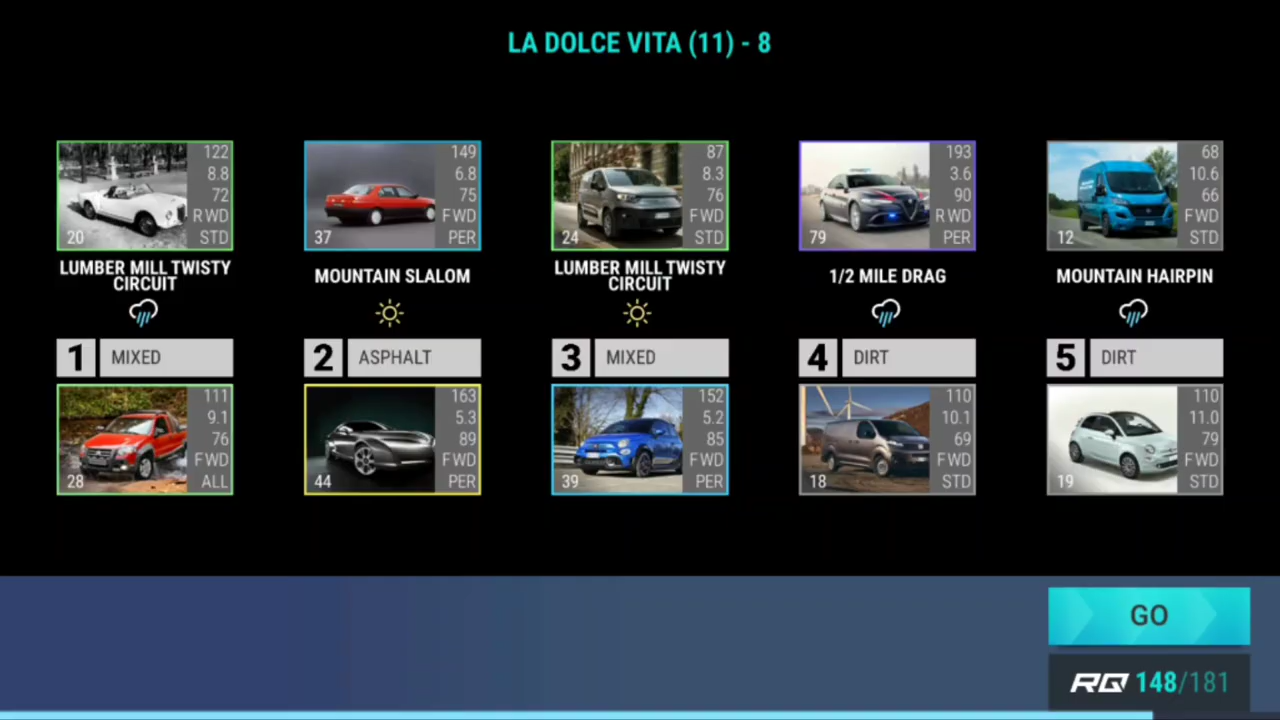 LA DOLCE VITA (11) - 8
122
8.8
72
RWD
STD
20
149
6.8
75
FWD
PER
37
87
8.3
76
FWD
STD
24
193
3.6
90
RWD
PER
79
68
10.6
66
FWD
STD
12
LUMBER MILL TWISTY
CIRCUIT
MOUNTAIN SLALOM
LUMBER MILL TWISTY
CIRCUIT
1/2 MILE DRAG
MOUNTAIN HAIRPIN
1 MIXED
2 ASPHALT
3 MIXED
4 DIRT
5 DIRT
111
9.1
76
FWD
ALL
28
163
5.3
89
FWD
PER
44
152
5.2
85
FWD
PER
39
110
10.1
69
FWD
STD
18
110
11.0
79
FWD
STD
19
GO
RQ 148/181